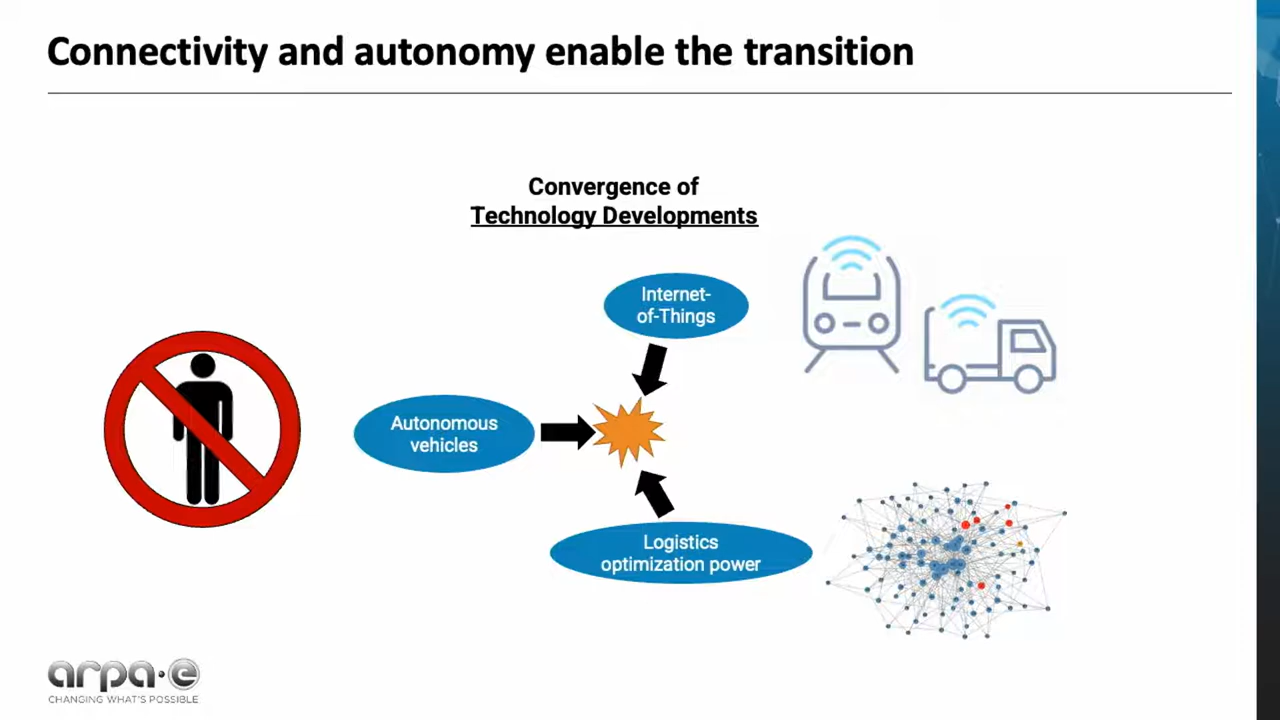 Connectivity and autonomy enable the transition
Convergence of
Technology Developments
Internet-
of-Things
Autonomous
vehicles
Logistics
optimization power
arpa·e
CHANGING WHAT'S POSSIBLE